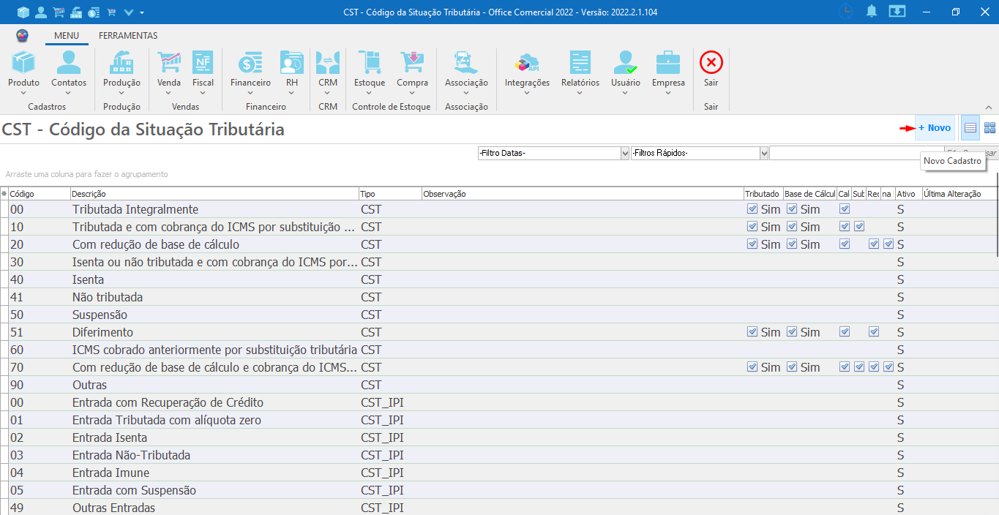 CST - Código da Situação Tributária - Office Comercial 2022 - Versão: 2022.2.1.104
MENU FERRAMENTAS
Produto Contatos Produção Venda Fiscal Financeiro RH CRM Estoque Compra Associação Integrações Relatórios Usuário Empresa Sair
Cadastros Produção Vendas Financeiro CRM Controle de Estoque Associação Sair
CST - Código da Situação Tributária
+ Novo
-Filtro Datas- -Filtros Rápidos-
Novo Cadastro
Arraste uma coluna para fazer o agrupamento
Código Descrição Tipo Observação Tributado Base de Cálcul Cal Sub Rec na Ativo Última Alteração
00 Tributada Integralmente CST Sim Sim S
10 Tributada e com cobrança do ICMS por substituição ... CST Sim Sim S
20 Com redução de base de cálculo CST Sim Sim S
30 Isenta ou não tributada e com cobrança do ICMS por... CST S
40 Isenta CST S
41 Não tributada CST S
50 Suspensão CST S
51 Diferimento CST Sim Sim S
60 ICMS cobrado anteriormente por substituição tributária CST S
70 Com redução de base de cálculo e cobrança do ICMS... CST Sim Sim S
90 Outras CST S
00 Entrada com Recuperação de Crédito CST_IPI S
01 Entrada Tributada com alíquota zero CST_IPI S
02 Entrada Isenta CST_IPI S
03 Entrada Não-Tributada CST_IPI S
04 Entrada Imune CST_IPI S
05 Entrada com Suspensão CST_IPI S
49 Outras Entradas CST_IPI S